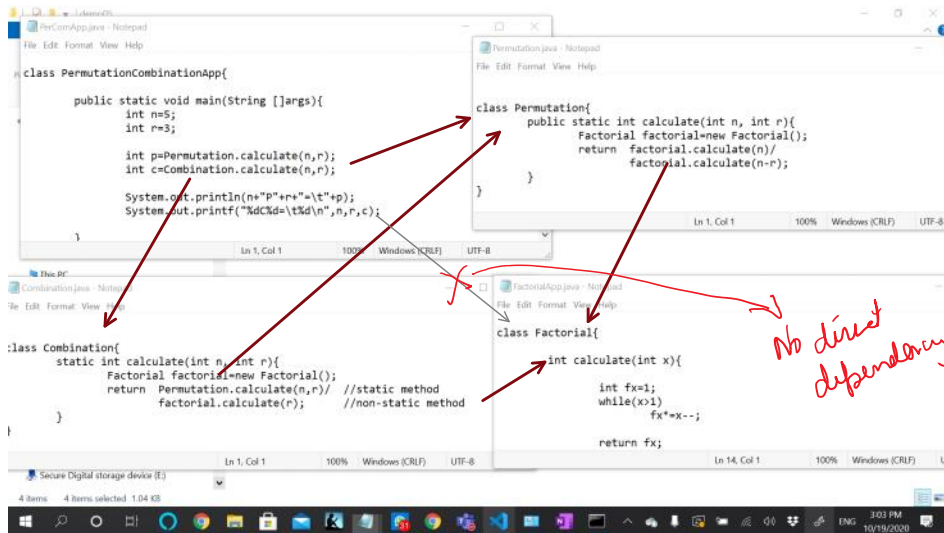 demo05
PerComApp.java - Notepad
File Edit Format View Help
class PermutationCombinationApp{
public static void main(String []args){
int n=5;
int r=3;
int p=Permutation.calculate(n,r);
int c=Combination.calculate(n,r);
System.out.println(n+"P"+r+"=\t"+p);
System.out.printf("%dC%d=\t%d\n",n,r,c);
}
Ln 1, Col 1 100% Windows (CRLF) UTF-8
Permutation.java - Notepad
File Edit Format View Help
class Permutation{
public static int calculate(int n, int r){
Factorial factorial=new Factorial();
return factorial.calculate(n)/
factorial.calculate(n-r);
}
}
Ln 1, Col 1 100% Windows (CRLF) UTF-8
This PC
Combination.java - Notepad
File Edit Format View Help
class Combination{
static int calculate(int n, int r){
Factorial factorial=new Factorial();
return Permutation.calculate(n,r)/ //static method
factorial.calculate(r); //non-static method
}
}
Ln 1, Col 1 100% Windows (CRLF) UTF-8
FactorialApp.java - Notepad
File Edit Format View Help
class Factorial{
int calculate(int x){
int fx=1;
while(x>1)
fx*=x--;
return fx;
Ln 14, Col 1 100% Windows (CRLF)
No direct
dependency
Secure Digital storage device (E:)
4 items 4 items selected 1.04 KB
ENG
3:03 PM
10/19/2020